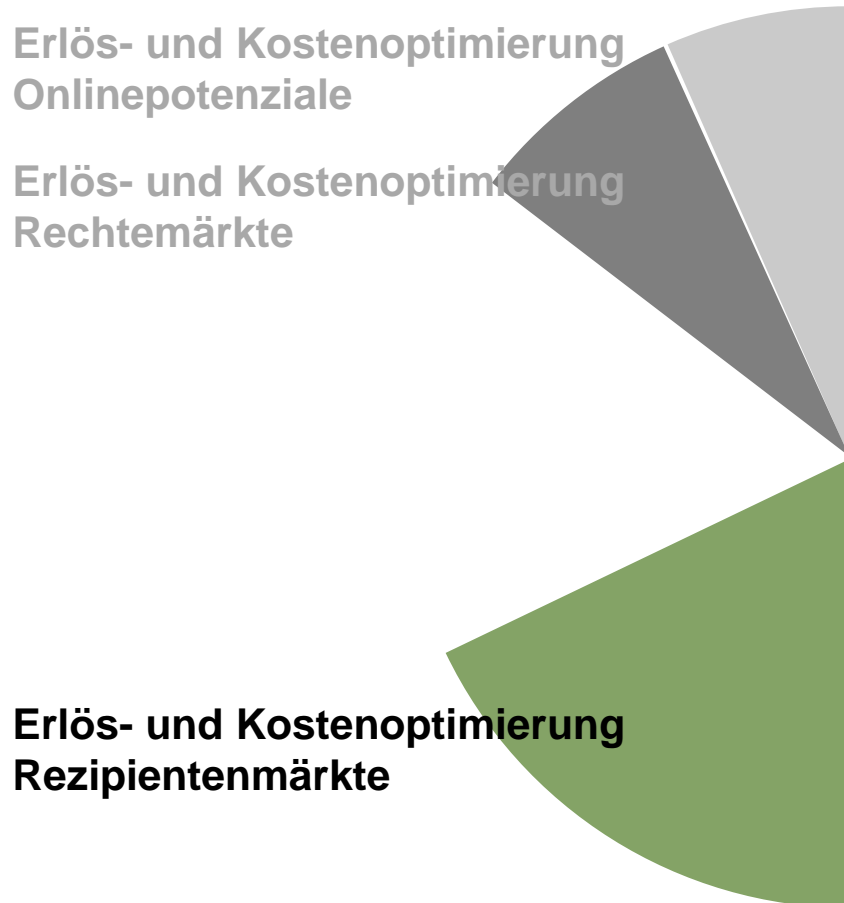 Erlös- und Kostenoptimierung
Onlinepotenziale
Erlös- und Kostenoptimierung
Rechtemärkte
Erlös- und Kostenoptimierung
Rezipientenmärkte